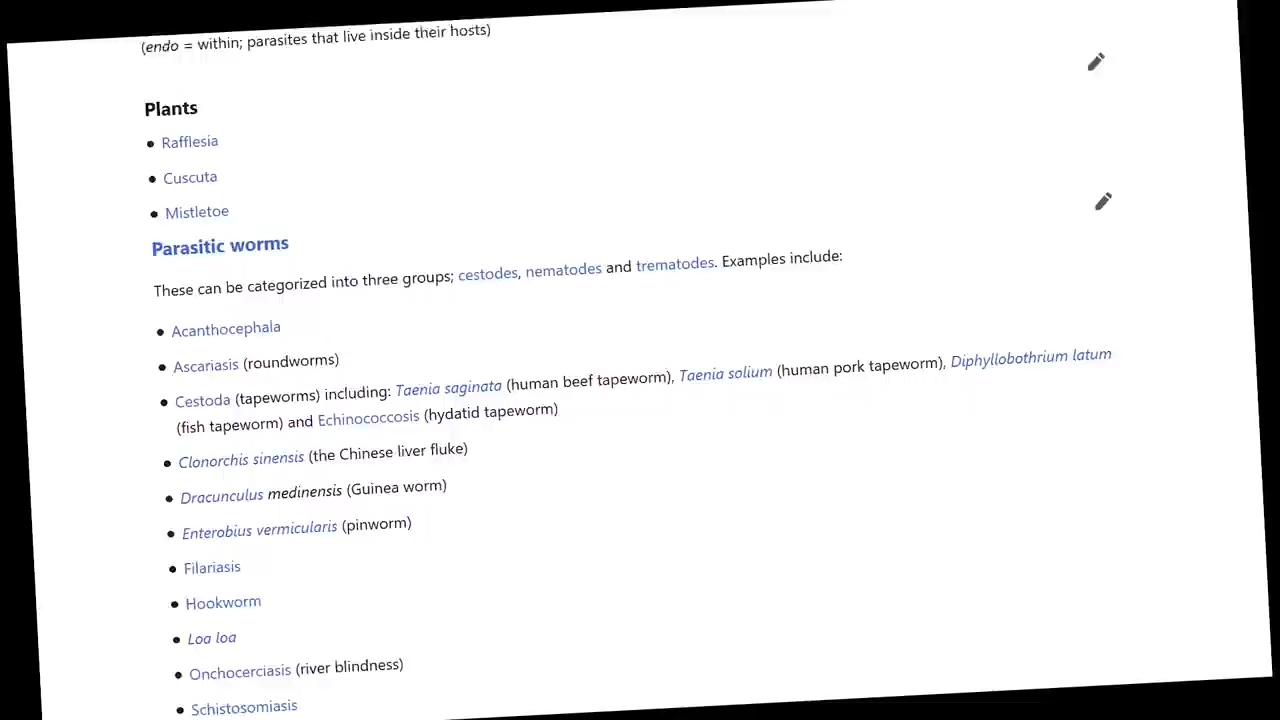 (endo = within; parasites that live inside their hosts)
Plants
Rafflesia
Cuscuta
Mistletoe
Parasitic worms
These can be categorized into three groups; cestodes, nematodes and trematodes. Examples include:
Acanthocephala
Ascariasis (roundworms)
Cestoda (tapeworms) including: Taenia saginata (human beef tapeworm), Taenia solium (human pork tapeworm), Diphyllobothrium latum
(fish tapeworm) and Echinococcosis (hydatid tapeworm)
Clonorchis sinensis (the Chinese liver fluke)
Dracunculus medinensis (Guinea worm)
Enterobius vermicularis (pinworm)
Filariasis
Hookworm
Loa loa
Onchocerciasis (river blindness)
Schistosomiasis